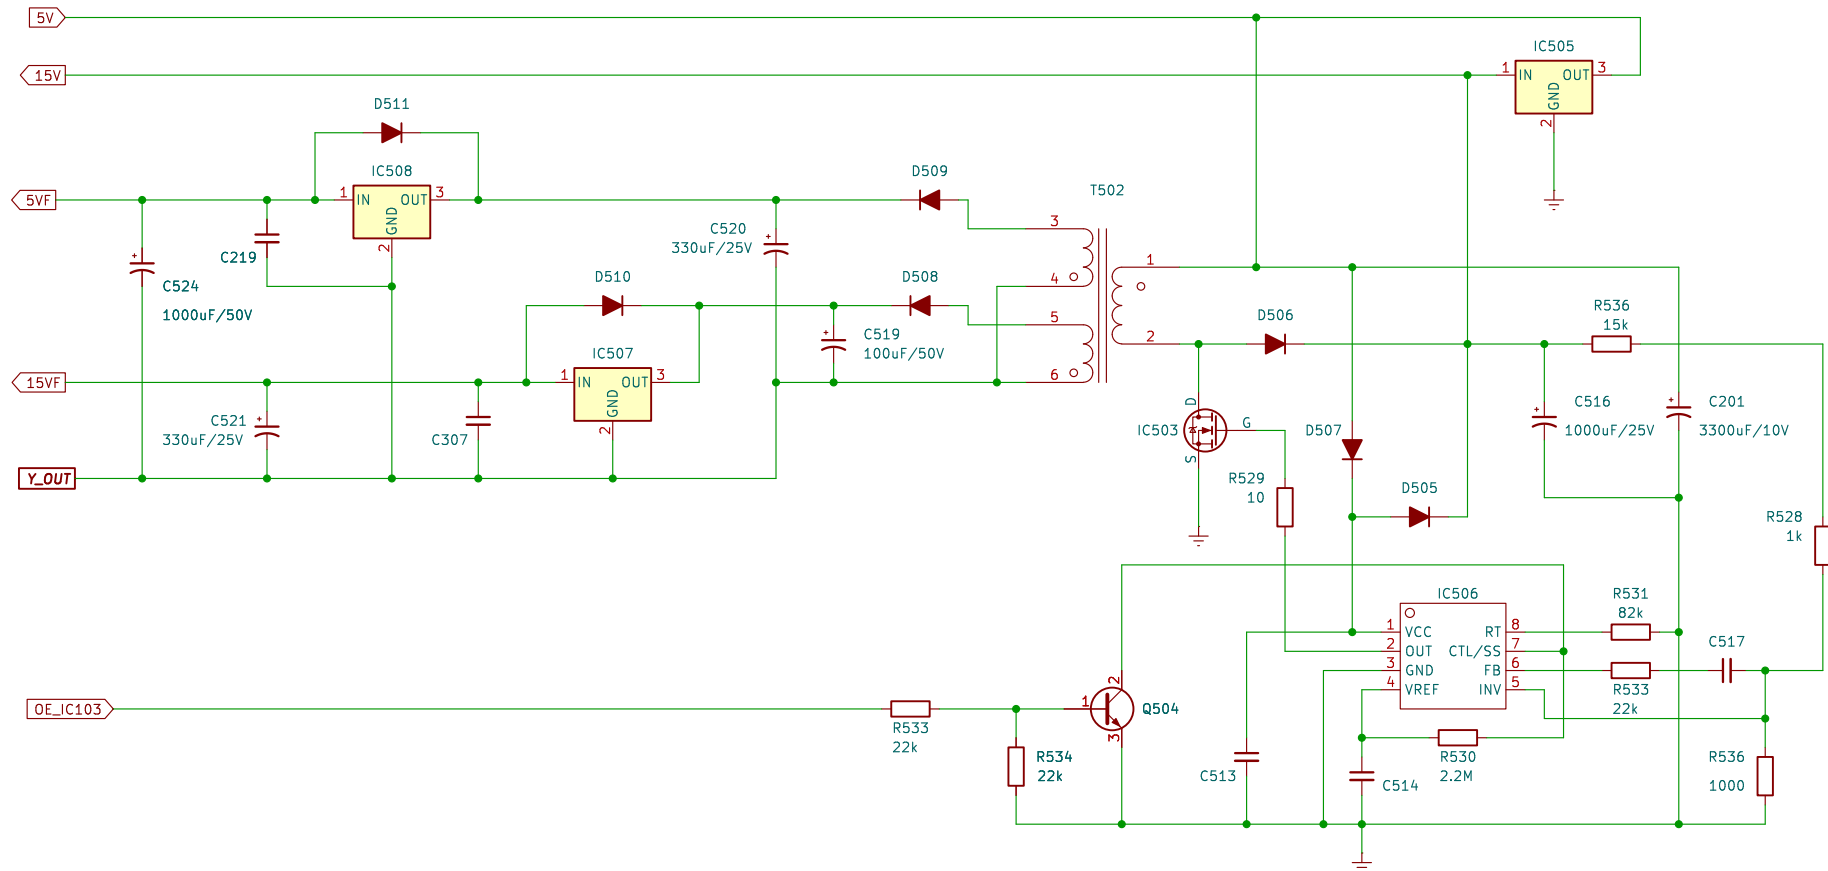 5V
IC505
15V
1 IN OUT 3
GND
2
D511
IC508
D509
T502
5VF
1 IN OUT 3
GND
2
3
C520
330uF/25V
C219
4
1
C524
1000uF/50V
D510
D508
5
2
D506
R536
15k
C519
100uF/50V
IC507
15VF
1 IN OUT 3
GND
2
6
C521
330uF/25V
C307
IC503
D
G
S
D507
C516
1000uF/25V
C201
3300uF/10V
Y_OUT
R529
10
D505
R528
1k
IC506
R531
82k
1 VCC RT 8
2 OUT CTL/SS 7
3 GND FB 6
4 VREF INV 5
C517
R533
22k
OE_IC103
R533
22k
1
2
3
Q504
R534
22k
C513
C514
R530
2.2M
R536
1000